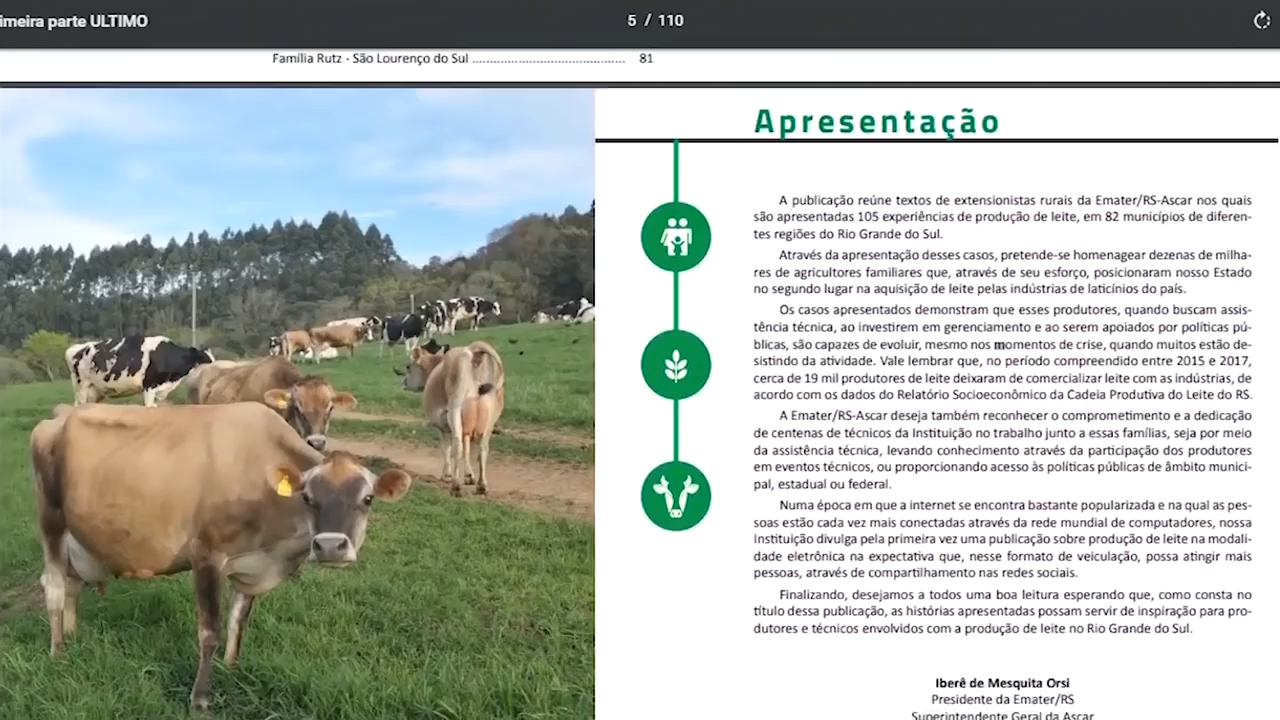 imeira parte ULTIMO
5 / 110
Família Rutz - São Lourenço do Sul ........................................ 81
Apresentação
A publicação reúne textos de extensionistas rurais da Emater/RS-Ascar nos quais
são apresentadas 105 experiências de produção de leite, em 82 municípios de diferen-
tes regiões do Rio Grande do Sul.
Através da apresentação desses casos, pretende-se homenagear dezenas de milha-
res de agricultores familiares que, através de seu esforço, posicionaram nosso Estado
no segundo lugar na aquisição de leite pelas indústrias de laticínios do país.
Os casos apresentados demonstram que esses produtores, quando buscam assis-
tência técnica, ao investirem em gerenciamento e ao serem apoiados por políticas pú-
blicas, são capazes de evoluir, mesmo nos momentos de crise, quando muitos estão de-
sistindo da atividade. Vale lembrar que, no período compreendido entre 2015 e 2017,
cerca de 19 mil produtores de leite deixaram de comercializar leite com as indústrias, de
acordo com os dados do Relatório Socioeconômico da Cadeia Produtiva do Leite do RS.
A Emater/RS-Ascar deseja também reconhecer o comprometimento e a dedicação
de centenas de técnicos da Instituição no trabalho junto a essas famílias, seja por meio
da assistência técnica, levando conhecimento através da participação dos produtores
em eventos técnicos, ou proporcionando acesso às políticas públicas de âmbito munici-
pal, estadual ou federal.
Numa época em que a internet se encontra bastante popularizada e na qual as pes-
soas estão cada vez mais conectadas através da rede mundial de computadores, nossa
Instituição divulga pela primeira vez uma publicação sobre produção de leite na modali-
dade eletrônica na expectativa que, nesse formato de veiculação, possa atingir mais
pessoas, através de compartilhamento nas redes sociais.
Finalizando, desejamos a todos uma boa leitura esperando que, como consta no
título dessa publicação, as histórias apresentadas possam servir de inspiração para pro-
dutores e técnicos envolvidos com a produção de leite no Rio Grande do Sul.
Iberê de Mesquita Orsi
Presidente da Emater/RS
Superintendente Geral da Ascar